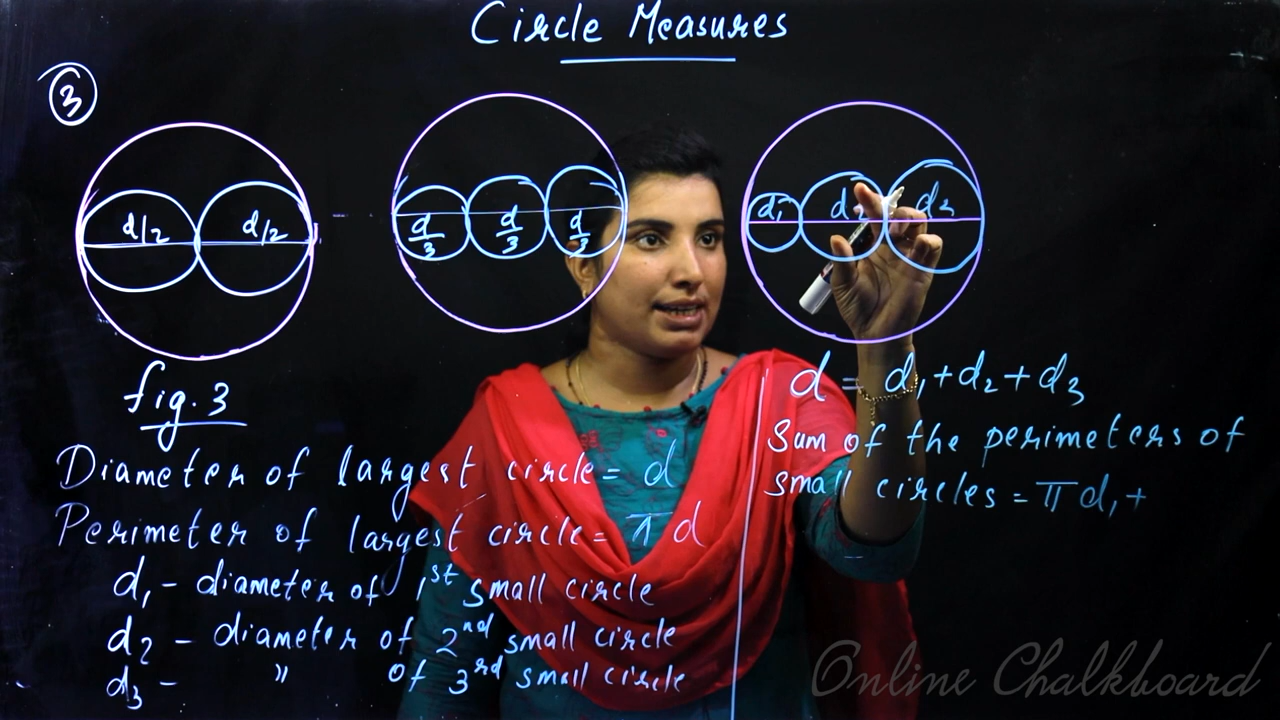 Circle Measures
3
d/2 d/2
d/3 d/3 d/3
d1 d2 d3
fig. 3
Diameter of largest circle = d
Perimeter of largest circle = πd
d1 - diameter of 1st small circle
d2 - diameter of 2nd small circle
d3 - " of 3rd small circle
d = d1 + d2 + d3
Sum of the perimeters of
small circles = πd1 +
Online Chalkboard